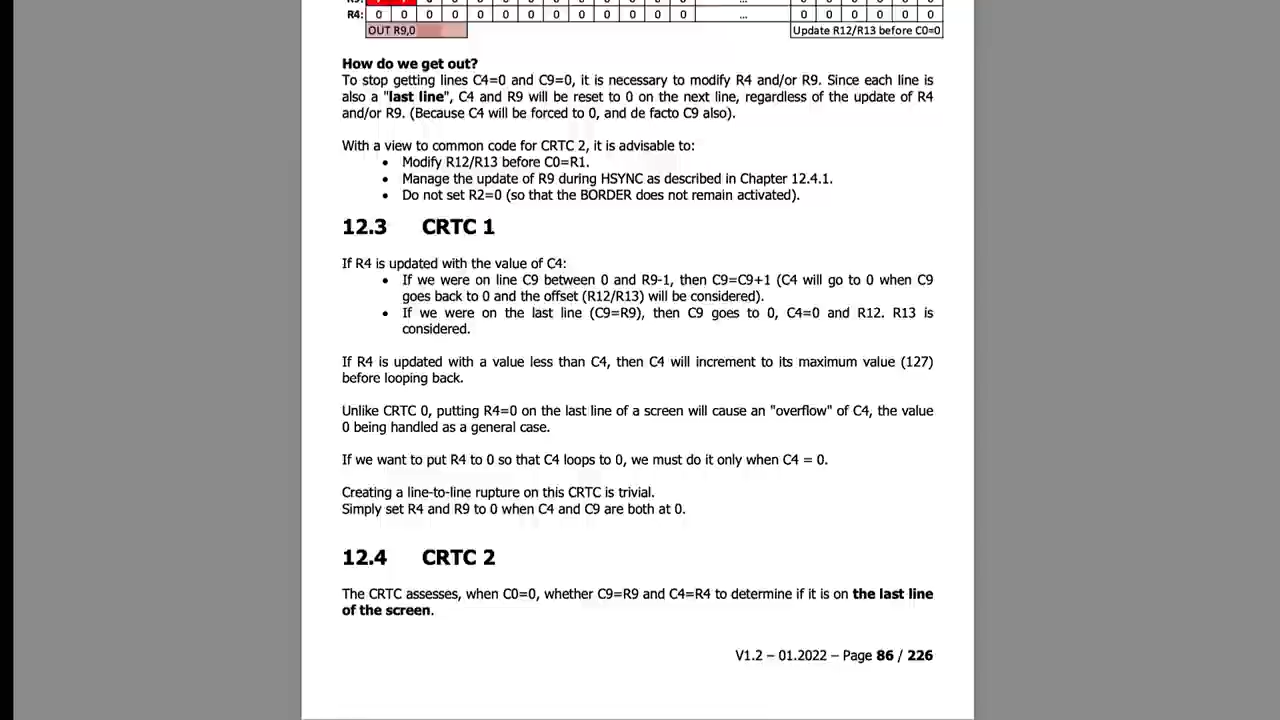 R4: 0 0 0 0 0 0 0 0 0 0 0 0 0 ... 0 0 0 0 0 0
OUT R9,0 Update R12/R13 before C0=0
How do we get out?
To stop getting lines C4=0 and C9=0, it is necessary to modify R4 and/or R9. Since each line is
also a "last line", C4 and R9 will be reset to 0 on the next line, regardless of the update of R4
and/or R9. (Because C4 will be forced to 0, and de facto C9 also).
With a view to common code for CRTC 2, it is advisable to:
• Modify R12/R13 before C0=R1.
• Manage the update of R9 during HSYNC as described in Chapter 12.4.1.
• Do not set R2=0 (so that the BORDER does not remain activated).
12.3 CRTC 1
If R4 is updated with the value of C4:
• If we were on line C9 between 0 and R9-1, then C9=C9+1 (C4 will go to 0 when C9
goes back to 0 and the offset (R12/R13) will be considered).
• If we were on the last line (C9=R9), then C9 goes to 0, C4=0 and R12. R13 is
considered.
If R4 is updated with a value less than C4, then C4 will increment to its maximum value (127)
before looping back.
Unlike CRTC 0, putting R4=0 on the last line of a screen will cause an "overflow" of C4, the value
0 being handled as a general case.
If we want to put R4 to 0 so that C4 loops to 0, we must do it only when C4 = 0.
Creating a line-to-line rupture on this CRTC is trivial.
Simply set R4 and R9 to 0 when C4 and C9 are both at 0.
12.4 CRTC 2
The CRTC assesses, when C0=0, whether C9=R9 and C4=R4 to determine if it is on the last line
of the screen.
V1.2 – 01.2022 – Page 86 / 226